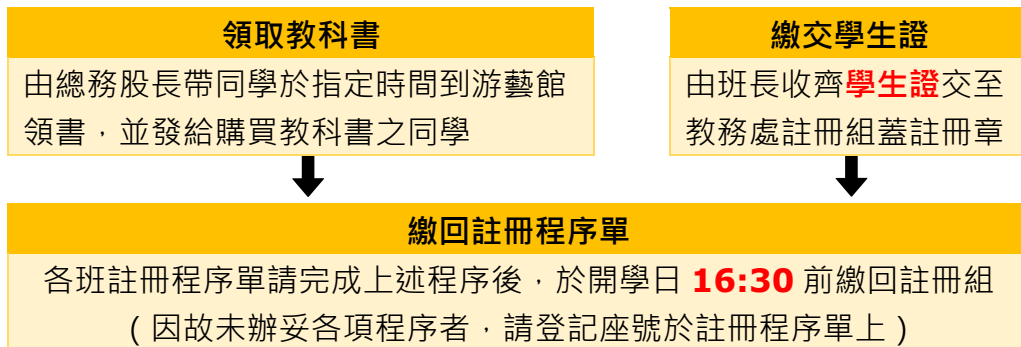 領取教科書
由總務股長帶同學於指定時間到游藝館
領書，並發給購買教科書之同學
繳交學生證
由班長收齊學生證交至
教務處註冊組蓋註冊章
繳回註冊程序單
各班註冊程序單請完成上述程序後，於開學日 16:30 前繳回註冊組
(因故未辦妥各項程序者，請登記座號於註冊程序單上)